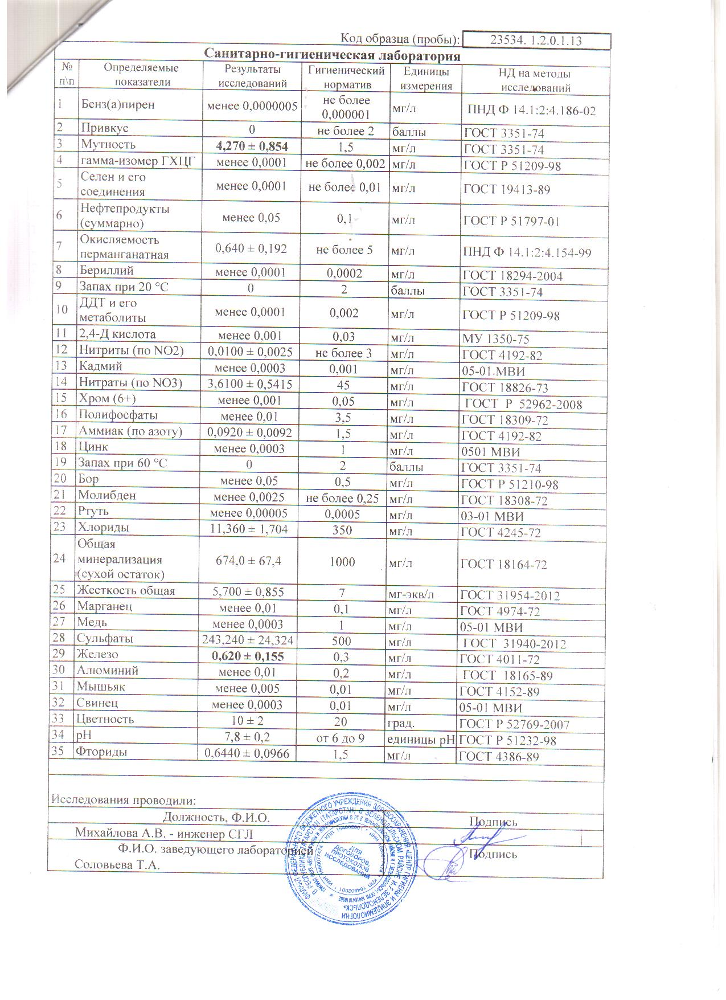 Код образца (пробы): 23534. 1.2.0.1.13
Санитарно-гигиеническая лаборатория
№ п\п Определяемые показатели Результаты исследований Гигиенический норматив Единицы измерения НД на методы исследований
1 Бенз(а)пирен менее 0,0000005 не более 0,000001 мг/л ПНД Ф 14.1:2:4.186-02
2 Привкус 0 не более 2 баллы ГОСТ 3351-74
3 Мутность 4,270 ± 0,854 1,5 мг/л ГОСТ 3351-74
4 гамма-изомер ГХЦГ менее 0,0001 не более 0,002 мг/л ГОСТ Р 51209-98
5 Селен и его соединения менее 0,0001 не более 0,01 мг/л ГОСТ 19413-89
6 Нефтепродукты (суммарно) менее 0,05 0,1 мг/л ГОСТ Р 51797-01
7 Окисляемость перманганатная 0,640 ± 0,192 не более 5 мг/л ПНД Ф 14.1:2:4.154-99
8 Бериллий менее 0,0001 0,0002 мг/л ГОСТ 18294-2004
9 Запах при 20 °С 0 2 баллы ГОСТ 3351-74
10 ДДТ и его метаболиты менее 0,0001 0,002 мг/л ГОСТ Р 51209-98
11 2,4-Д кислота менее 0,001 0,03 мг/л МУ 1350-75
12 Нитриты (по NO2) 0,0100 ± 0,0025 не более 3 мг/л ГОСТ 4192-82
13 Кадмий менее 0,0003 0,001 мг/л 05-01 МВИ
14 Нитраты (по NO3) 3,6100 ± 0,5415 45 мг/л ГОСТ 18826-73
15 Хром (6+) менее 0,001 0,05 мг/л ГОСТ Р 52962-2008
16 Полифосфаты менее 0,01 3,5 мг/л ГОСТ 18309-72
17 Аммиак (по азоту) 0,0920 ± 0,0092 1,5 мг/л ГОСТ 4192-82
18 Цинк менее 0,0003 1 мг/л 0501 МВИ
19 Запах при 60 °С 0 2 баллы ГОСТ 3351-74
20 Бор менее 0,05 0,5 мг/л ГОСТ Р 51210-98
21 Молибден менее 0,0025 не более 0,25 мг/л ГОСТ 18308-72
22 Ртуть менее 0,00005 0,0005 мг/л 03-01 МВИ
23 Хлориды 11,360 ± 1,704 350 мг/л ГОСТ 4245-72
24 Общая минерализация (сухой остаток) 674,0 ± 67,4 1000 мг/л ГОСТ 18164-72
25 Жесткость общая 5,700 ± 0,855 7 мг-экв/л ГОСТ 31954-2012
26 Марганец менее 0,01 0,1 мг/л ГОСТ 4974-72
27 Медь менее 0,0003 1 мг/л 05-01 МВИ
28 Сульфаты 243,240 ± 24,324 500 мг/л ГОСТ 31940-2012
29 Железо 0,620 ± 0,155 0,3 мг/л ГОСТ 4011-72
30 Алюминий менее 0,01 0,2 мг/л ГОСТ 18165-89
31 Мышьяк менее 0,005 0,01 мг/л ГОСТ 4152-89
32 Свинец менее 0,0003 0,01 мг/л 05-01 МВИ
33 Цветность 10 ± 2 20 град. ГОСТ Р 52769-2007
34 pH 7,8 ± 0,2 от 6 до 9 единицы pH ГОСТ Р 51232-98
35 Фториды 0,6440 ± 0,0966 1,5 мг/л ГОСТ 4386-89
Исследования проводили:
Должность, Ф.И.О. Подпись
Михайлова А.В. - инженер СГЛ
Ф.И.О. заведующего лабораторией Подпись
Соловьева Т.А.
ДЛЯ
ДОГОВОРОВ,
ПРОТОКОЛОВ
ИССЛЕДОВАНИЙ